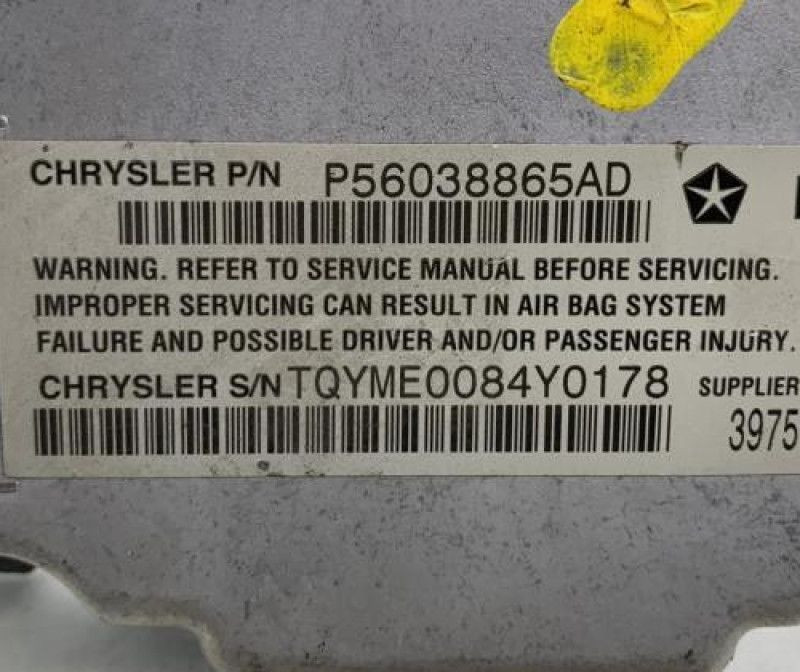 CHRYSLER P/N P56038865AD
WARNING. REFER TO SERVICE MANUAL BEFORE SERVICING.
IMPROPER SERVICING CAN RESULT IN AIR BAG SYSTEM
FAILURE AND POSSIBLE DRIVER AND/OR PASSENGER INJURY.
CHRYSLER S/N TQYME0084Y0178 SUPPLIER
3975